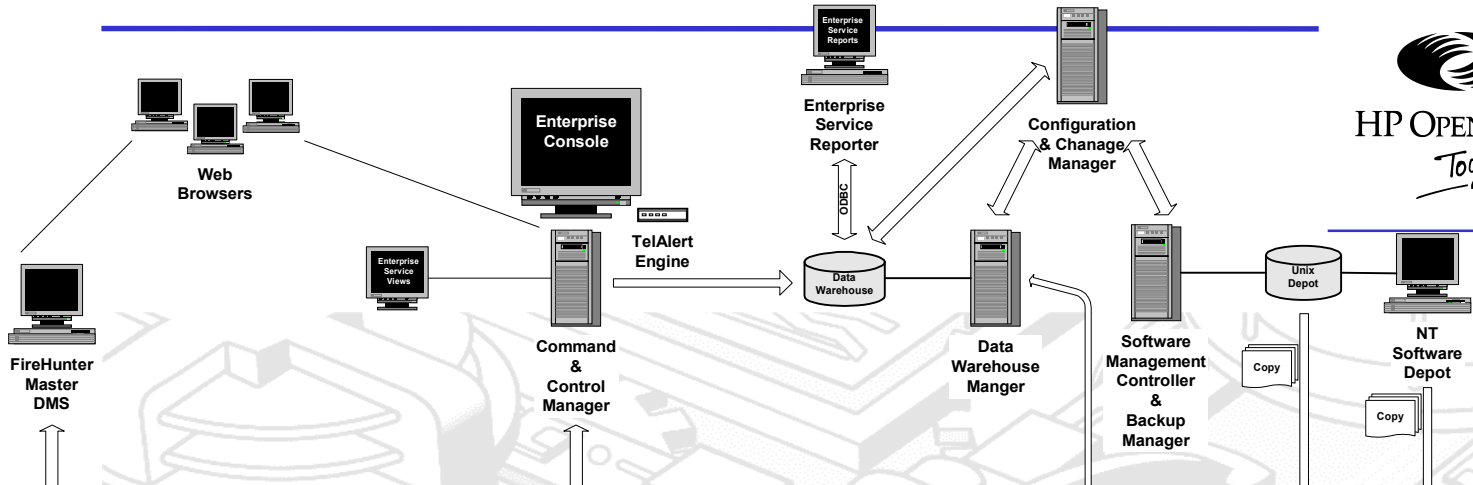 Enterprise
Service
Reports
Enterprise
Service
Reporter
Configuration
& Chanage
Manager
HP OPEN
Web
Browsers
Enterprise
Console
TelAlert
Engine
ODBC
Enterprise
Service
Views
Data
Warehouse
Unix
Depot
FireHunter
Master
DMS
Command
&
Control
Manager
Data
Warehouse
Manger
Software
Management
Controller
&
Backup
Manager
Copy
NT
Software
Depot
Copy